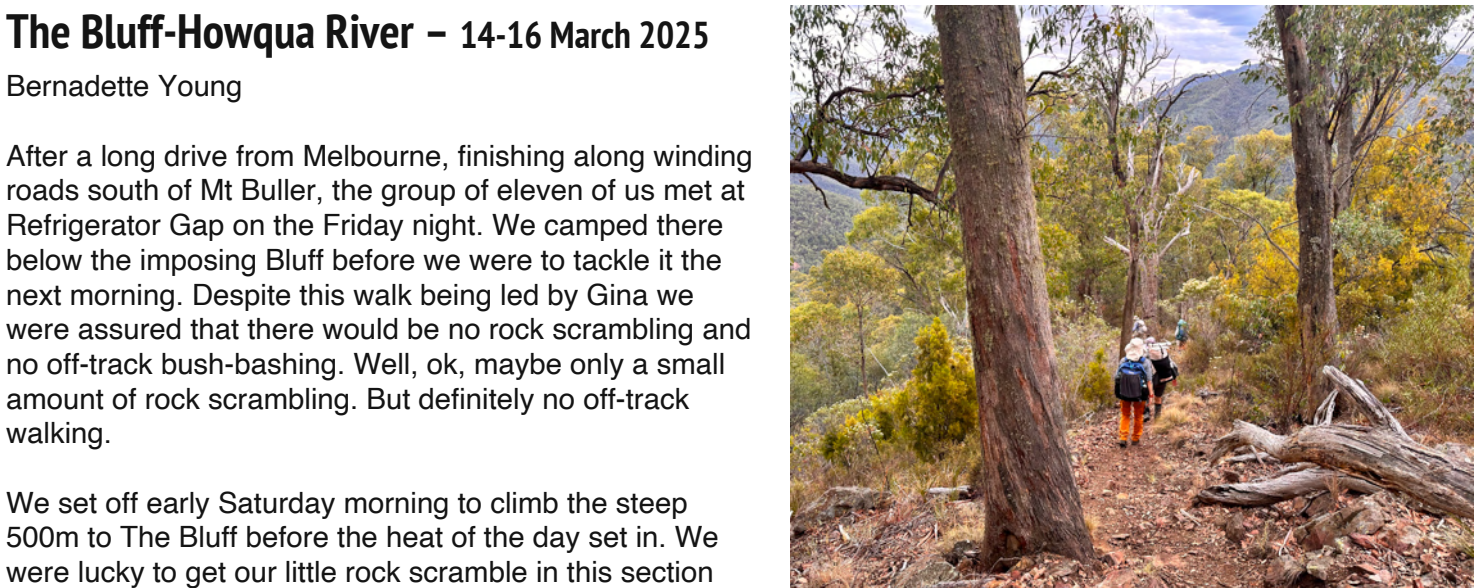 The Bluff-Howqua River – 14-16 March 2025
Bernadette Young
After a long drive from Melbourne, finishing along winding
roads south of Mt Buller, the group of eleven of us met at
Refrigerator Gap on the Friday night. We camped there
below the imposing Bluff before we were to tackle it the
next morning. Despite this walk being led by Gina we
were assured that there would be no rock scrambling and
no off-track bush-bashing. Well, ok, maybe only a small
amount of rock scrambling. But definitely no off-track
walking.
We set off early Saturday morning to climb the steep
500m to The Bluff before the heat of the day set in. We
were lucky to get our little rock scramble in this section